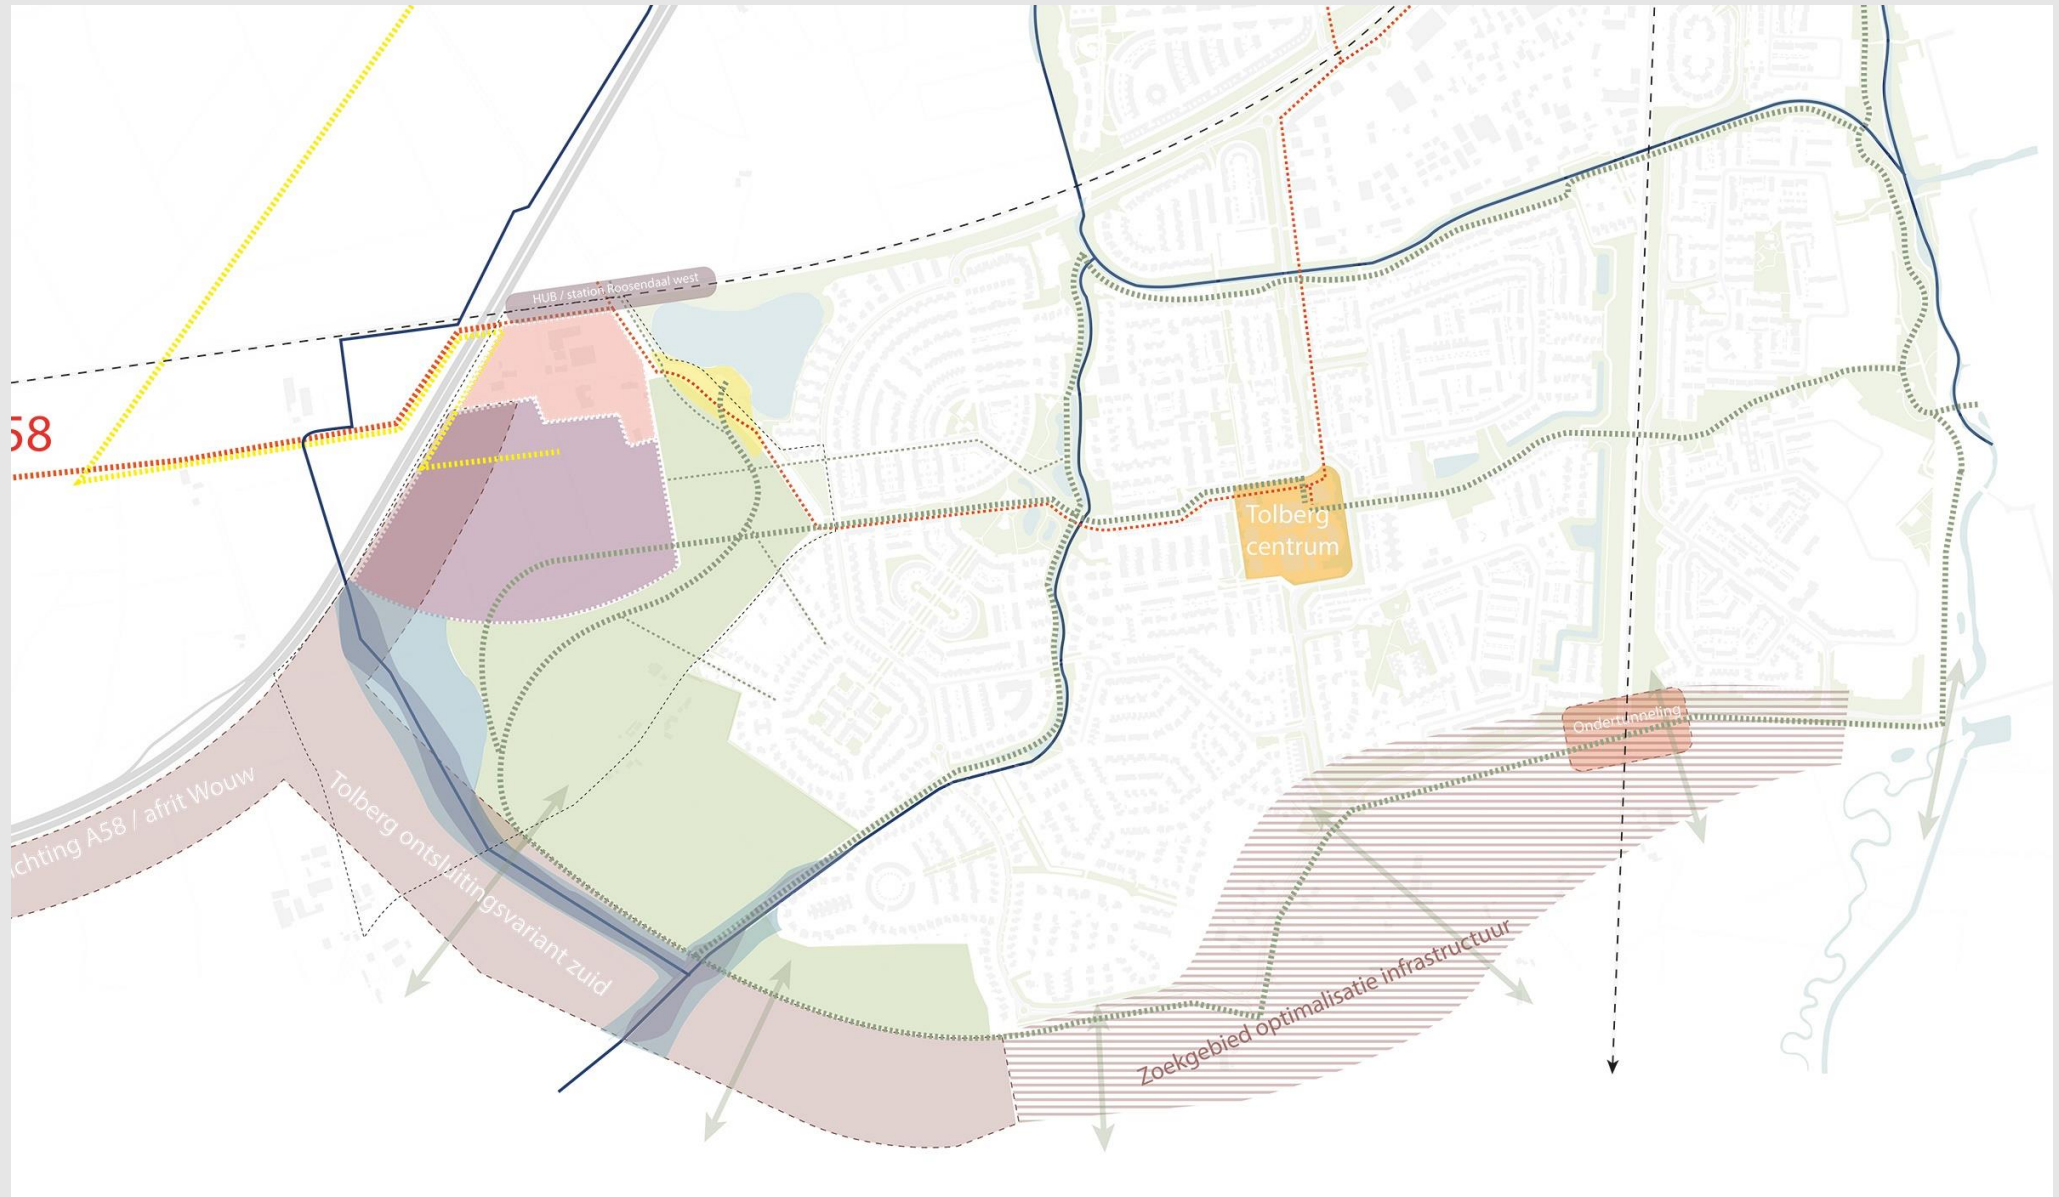 HUB / station Roosendaal west
58
Tolberg
centrum
Ondertunneling
chting A58 / afrit Wouw
Tolberg ontsluitingsvariant zuid
Zoekgebied optimalisatie infrastructuur